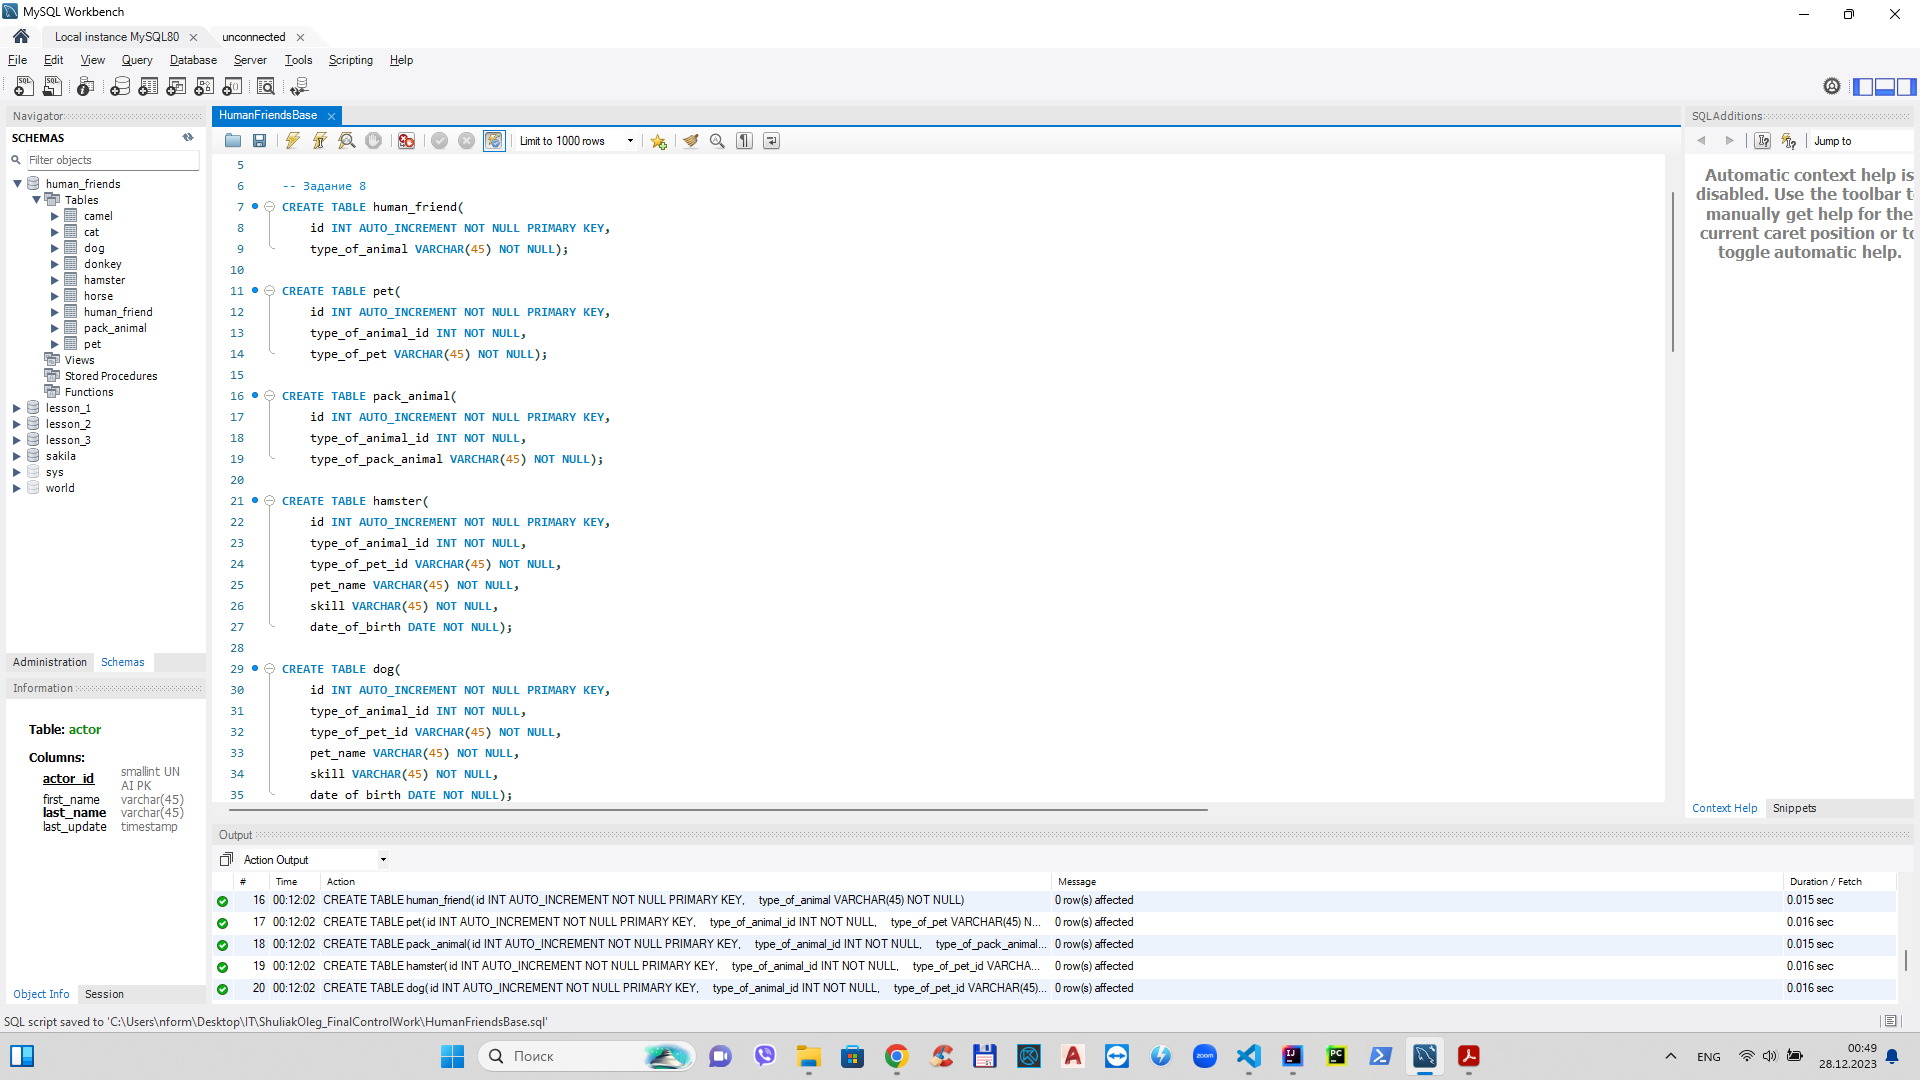 MySQL Workbench
Local instance MySQL80
unconnected
File Edit View Query Database Server Tools Scripting Help
Navigator
SCHEMAS
Filter objects
human_friends
Tables
camel
cat
dog
donkey
hamster
horse
human_friend
pack_animal
pet
Views
Stored Procedures
Functions
lesson_1
lesson_2
lesson_3
sakila
sys
world
Administration Schemas
Information
Table: actor
Columns:
actor_id smallint UN AI PK
first_name varchar(45)
last_name varchar(45)
last_update timestamp
Object Info Session
HumanFriendsBase
Limit to 1000 rows
5
6 -- Задание 8
7 CREATE TABLE human_friend(
8 id INT AUTO_INCREMENT NOT NULL PRIMARY KEY,
9 type_of_animal VARCHAR(45) NOT NULL);
10
11 CREATE TABLE pet(
12 id INT AUTO_INCREMENT NOT NULL PRIMARY KEY,
13 type_of_animal_id INT NOT NULL,
14 type_of_pet VARCHAR(45) NOT NULL);
15
16 CREATE TABLE pack_animal(
17 id INT AUTO_INCREMENT NOT NULL PRIMARY KEY,
18 type_of_animal_id INT NOT NULL,
19 type_of_pack_animal VARCHAR(45) NOT NULL);
20
21 CREATE TABLE hamster(
22 id INT AUTO_INCREMENT NOT NULL PRIMARY KEY,
23 type_of_animal_id INT NOT NULL,
24 type_of_pet_id VARCHAR(45) NOT NULL,
25 pet_name VARCHAR(45) NOT NULL,
26 skill VARCHAR(45) NOT NULL,
27 date_of_birth DATE NOT NULL);
28
29 CREATE TABLE dog(
30 id INT AUTO_INCREMENT NOT NULL PRIMARY KEY,
31 type_of_animal_id INT NOT NULL,
32 type_of_pet_id VARCHAR(45) NOT NULL,
33 pet_name VARCHAR(45) NOT NULL,
34 skill VARCHAR(45) NOT NULL,
35 date_of_birth DATE NOT NULL);
SQLAdditions
Jump to
Automatic context help is
disabled. Use the toolbar t
manually get help for the
current caret position or to
toggle automatic help.
Context Help Snippets
Output
Action Output
# Time Action Message Duration / Fetch
16 00:12:02 CREATE TABLE human_friend( id INT AUTO_INCREMENT NOT NULL PRIMARY KEY, type_of_animal VARCHAR(45) NOT NULL) 0 row(s) affected 0.015 sec
17 00:12:02 CREATE TABLE pet( id INT AUTO_INCREMENT NOT NULL PRIMARY KEY, type_of_animal_id INT NOT NULL, type_of_pet VARCHAR(45) N... 0 row(s) affected 0.016 sec
18 00:12:02 CREATE TABLE pack_animal( id INT AUTO_INCREMENT NOT NULL PRIMARY KEY, type_of_animal_id INT NOT NULL, type_of_pack_animal... 0 row(s) affected 0.015 sec
19 00:12:02 CREATE TABLE hamster( id INT AUTO_INCREMENT NOT NULL PRIMARY KEY, type_of_animal_id INT NOT NULL, type_of_pet_id VARCHA... 0 row(s) affected 0.016 sec
20 00:12:02 CREATE TABLE dog( id INT AUTO_INCREMENT NOT NULL PRIMARY KEY, type_of_animal_id INT NOT NULL, type_of_pet_id VARCHAR(45)... 0 row(s) affected 0.016 sec
SQL script saved to 'C:\Users\nform\Desktop\IT\ShuliakOleg_FinalControlWork\HumanFriendsBase.sql'
Поиск
zoom
ENG
00:49
28.12.2023